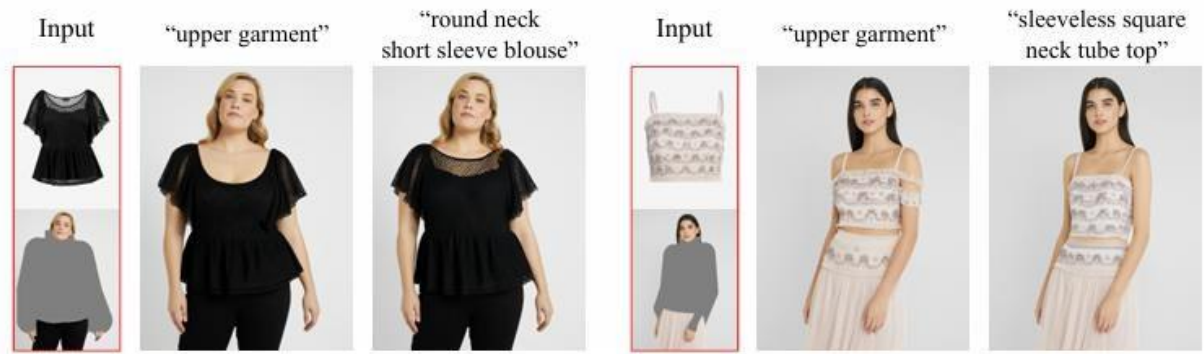 Input
“upper garment”
“round neck
short sleeve blouse”
Input
“upper garment”
“sleeveless square
neck tube top”